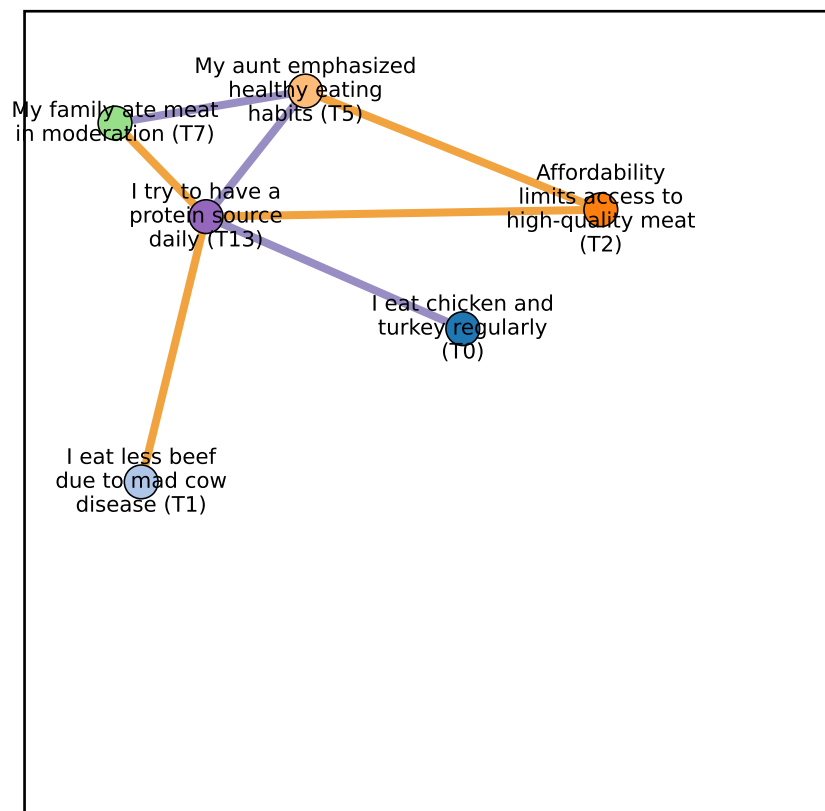 My aunt emphasized
healthy eating
habits (T5)
My family ate meat
in moderation (T7)
Affordability
limits access to
high-quality meat
(T2)
I try to have a
protein source
daily (T13)
I eat chicken and
turkey regularly
(T0)
I eat less beef
due to mad cow
disease (T1)